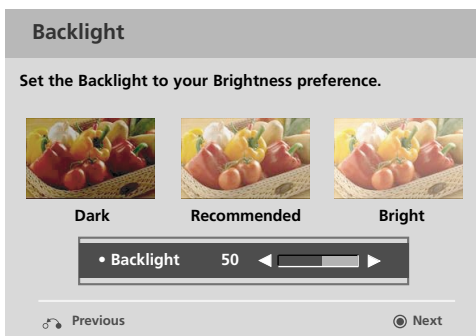 Backlight
Set the Backlight to your Brightness preference.
Dark Recommended Bright
• Backlight 50 ◀ ▶
Previous Next